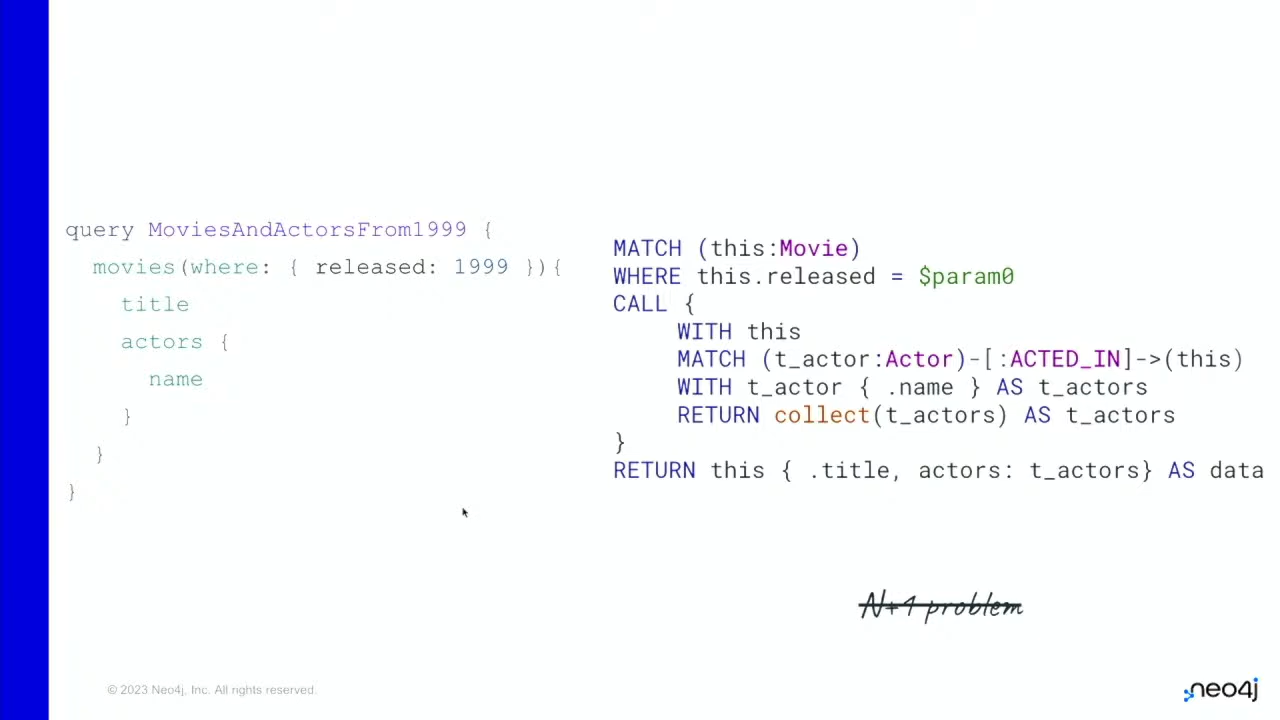 query MoviesAndActorsFrom1999 {
  movies(where: { released: 1999 }){
    title
    actors {
      name
    }
  }
}
MATCH (this:Movie)
WHERE this.released = $param0
CALL {
     WITH this
     MATCH (t_actor:Actor)-[:ACTED_IN]->(this)
     WITH t_actor { .name } AS t_actors
     RETURN collect(t_actors) AS t_actors
}
RETURN this { .title, actors: t_actors} AS data
N+1 problem
© 2023 Neo4j, Inc. All rights reserved.
neo4j